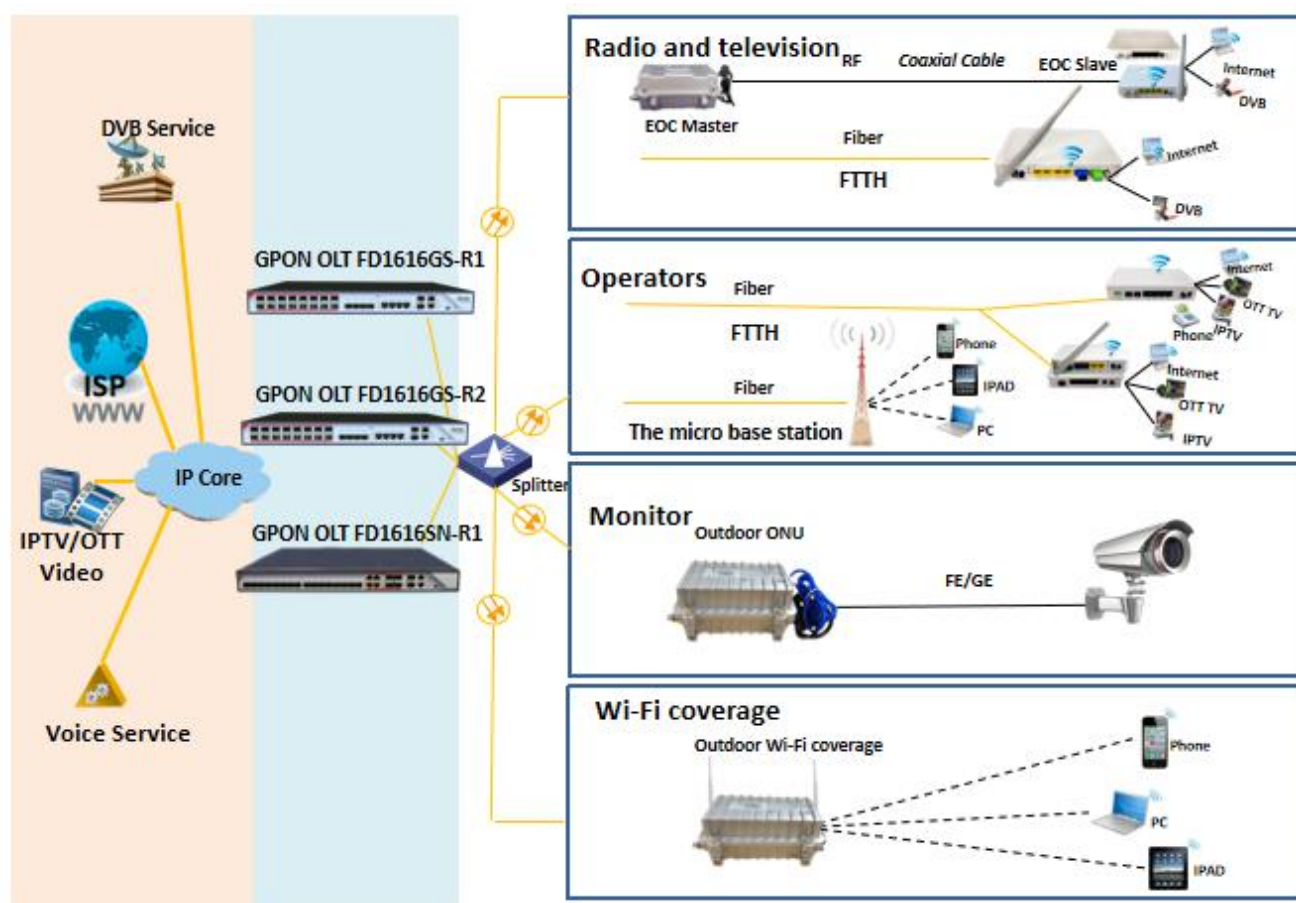 DVB Service
ISP
WWW
IP Core
IPTV/OTT
Video
Voice Service
GPON OLT FD1616GS-R1
GPON OLT FD1616GS-R2
GPON OLT FD1616SN-R1
Splitter
Radio and television
RF
Coaxial Cable
EOC Slave
Internet
DVB
EOC Master
Fiber
FTTH
Internet
DVB
Operators
Fiber
FTTH
Internet
OTT TV
IPTV
Phone
Fiber
The micro base station
Phone
IPAD
PC
Internet
OTT TV
IPTV
Monitor
Outdoor ONU
FE/GE
Wi-Fi coverage
Outdoor Wi-Fi coverage
Phone
PC
IPAD